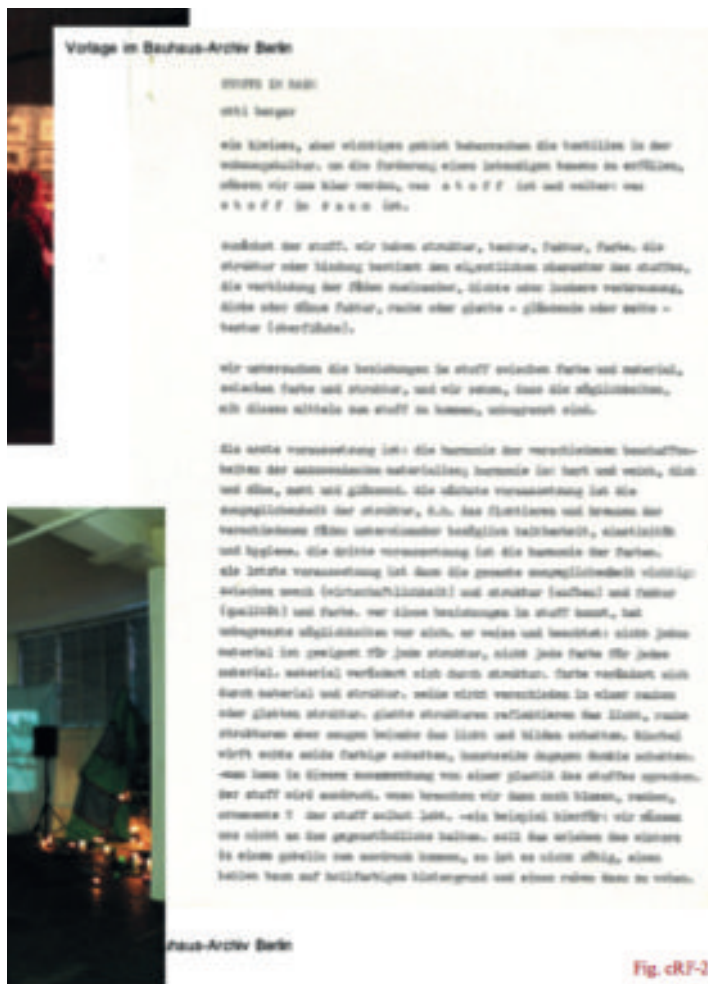 Vorlage im Bauhaus-Archiv Berlin
STOFFE IM RAUM
otti berger
ein kleines, aber wichtiges gebiet beherrschen die textilien in der
wohnungskultur. um die forderung eines lebendigen bauens zu erfüllen,
müssen wir uns klar werden, was s t o f f ist und weiter: was
s t o f f im r a u m ist.
zunächst der stoff. wir haben struktur, textur, faktur, farbe. die
struktur oder bindung bestimmt den eigentlichen charakter des stoffes,
die verbindung der fäden zueinander, dichte oder lockere verkreuzung,
dicke oder dünne faktur, rauhe oder glatte - glänzende oder matte -
textur (oberfläche).
wir untersuchen die beziehungen im stoff zwischen farbe und material,
zwischen farbe und struktur, und wir sehen, dass die möglichkeiten,
mit diesen mitteln zum stoff zu kommen, unbegrenzt sind.
die erste voraussetzung ist: die harmonie der verschiedenen beschaffen-
heiten der materialien; harmonie in: hart und weich, dick
und dünn, matt und glänzend. die nächste voraussetzung ist die
der struktur, d.h. das und kreuzen der
verschiedenen fäden untereinander bezüglich haltbarkeit, elastizität
und hygiene. die dritte voraussetzung ist die harmonie der farben.
als letzte voraussetzung ist dann die gesamte wichtig:
zwischen zweck (wirtschaftlichkeit) und struktur (aufbau) und faktur
(qualität) und farbe. wer diese beziehungen im stoff kennt, hat
unbegrenzte möglichkeiten vor sich. er weiss und beachtet: nicht jedes
material ist geeignet für jede struktur, nicht jede farbe für jedes
material. material verändert sich durch struktur. farbe verändert sich
durch material und struktur. seide wirkt verschieden in einer rauhen
oder glatten struktur. glatte strukturen reflektieren das licht, rauhe
strukturen aber saugen beinahe das licht und bilden schatten.
wirft echte seide farbige schatten, kunstseide dagegen dunkle schatten.
-man kann in diesem zusammenhang von einer plastik des stoffes sprechen.
der stoff wird ausdruck. wozu brauchen wir dann noch blumen, ranken,
ornamente ? der stoff selbst lebt. -ein beispiel hierfür: wir müssen
uns nicht an das gegenständliche halten. soll das erleben des winters
in einem gobelin zum ausdruck kommen, so ist es nicht nötig, einen
kahlen baum auf hellfarbigem hintergrund und einen raben dazu zu weben.
uhaus-Archiv Berlin
Fig. cRF-2